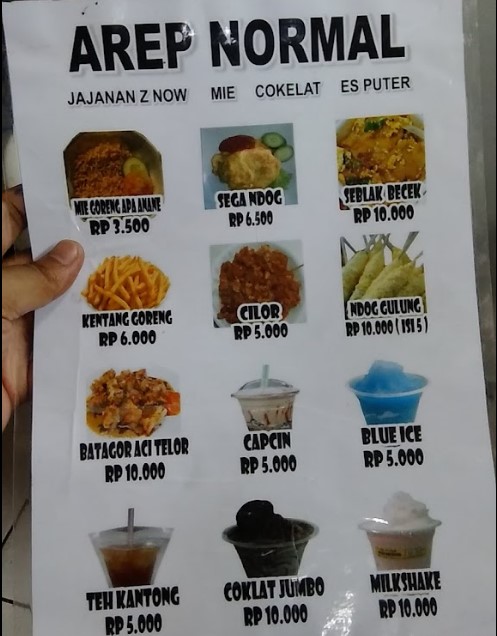 AREP NORMAL
JAJANAN Z NOW MIE COKELAT ES PUTER
MIE GORENG APA ANANE
RP 3.500
SEGA NDOG
RP 6.500
SEBLAK BECEK
RP 10.000
KENTANG GORENG
RP 6.000
CILOR
RP 5.000
NDOG GULUNG
RP 10.000 ( ISI 5 )
BATAGOR ACI TELOR
RP 10.000
CAPCIN
RP 5.000
BLUE ICE
RP 5.000
TEH KANTONG
RP 5.000
COKLAT JUMBO
RP 10.000
MILKSHAKE
RP 10.000